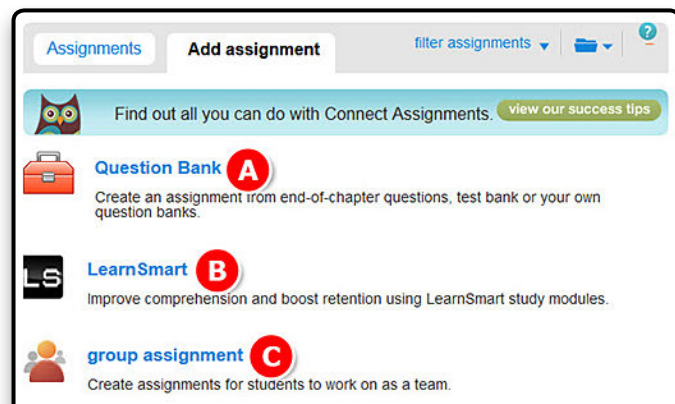 Assignments Add assignment filter assignments ?
Find out all you can do with Connect Assignments. view our success tips
Question Bank A
Create an assignment from end-of-chapter questions, test bank or your own
question banks.
LS LearnSmart B
Improve comprehension and boost retention using LearnSmart study modules.
group assignment C
Create assignments for students to work on as a team.